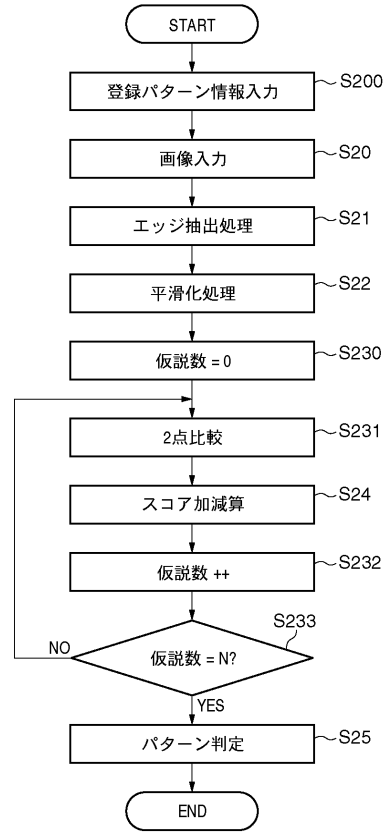 START
登録パターン情報入力
S200
画像入力
S20
エッジ抽出処理
S21
平滑化処理
S22
仮説数 = 0
S230
2点比較
S231
スコア加減算
S24
仮説数 ++
S232
仮説数 = N?
S233
NO
YES
パターン判定
S25
END